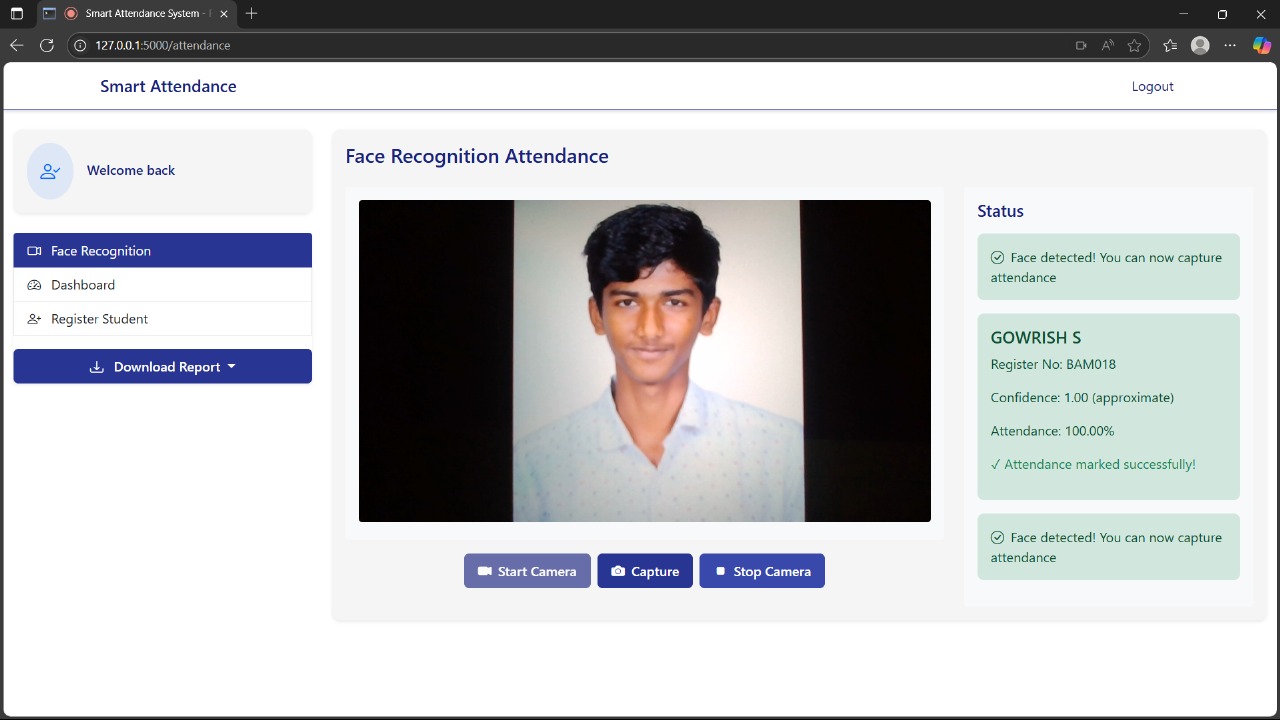 Smart Attendance System - 
127.0.0.1:5000/attendance
Smart Attendance
Logout
Welcome back
Face Recognition
Dashboard
Register Student
Download Report
Face Recognition Attendance
Start Camera
Capture
Stop Camera
Status
Face detected! You can now capture
attendance
GOWRISH S
Register No: BAM018
Confidence: 1.00 (approximate)
Attendance: 100.00%
✓ Attendance marked successfully!
Face detected! You can now capture
attendance